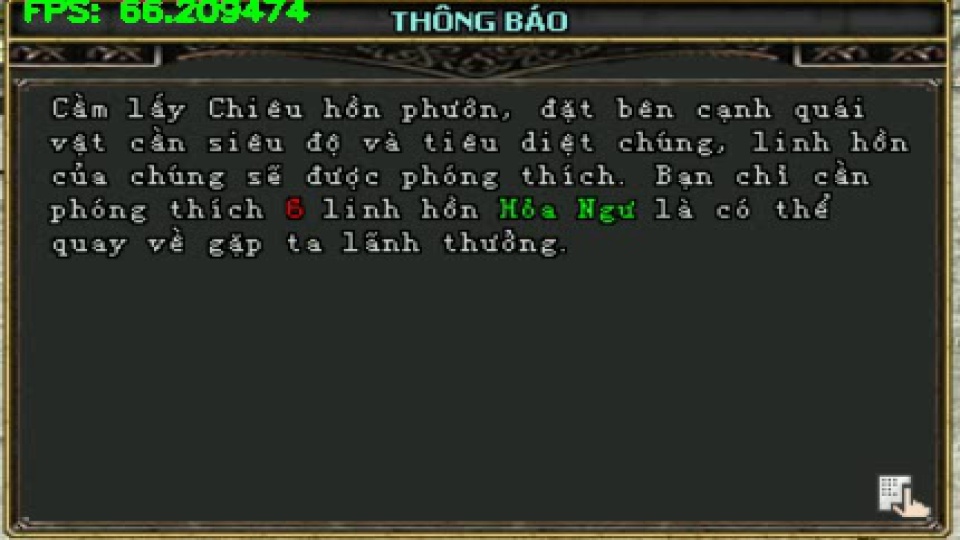 FPS: 66.209474
THÔNG BÁO
Cầm lấy Chiêu hồn phườn, đặt bên cạnh quái
vật cần siêu độ và tiêu diệt chúng, linh hồn
của chúng sẽ được phóng thích. Bạn chỉ cần
phóng thích 6 linh hồn Hỏa Ngư là có thể
quay về gặp ta lãnh thưởng.